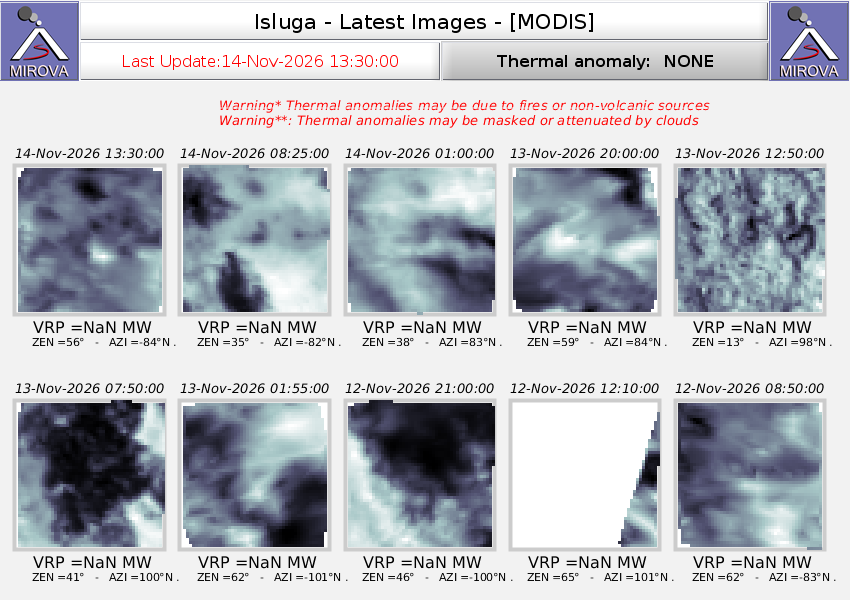 Isluga - Latest Images - [MODIS]
Last Update:14-Nov-2026 13:30:00
Thermal anomaly: NONE
MIROVA
MIROVA
Warning* Thermal anomalies may be due to fires or non-volcanic sources
Warning**: Thermal anomalies may be masked or attenuated by clouds
14-Nov-2026 13:30:00
14-Nov-2026 08:25:00
14-Nov-2026 01:00:00
13-Nov-2026 20:00:00
13-Nov-2026 12:50:00
VRP =NaN MW
VRP =NaN MW
VRP =NaN MW
VRP =NaN MW
VRP =NaN MW
ZEN =56° - AZI =-84°N .
ZEN =35° - AZI =-82°N .
ZEN =38° - AZI =83°N .
ZEN =59° - AZI =84°N .
ZEN =13° - AZI =98°N .
13-Nov-2026 07:50:00
13-Nov-2026 01:55:00
12-Nov-2026 21:00:00
12-Nov-2026 12:10:00
12-Nov-2026 08:50:00
VRP =NaN MW
VRP =NaN MW
VRP =NaN MW
VRP =NaN MW
VRP =NaN MW
ZEN =41° - AZI =100°N .
ZEN =62° - AZI =-101°N .
ZEN =46° - AZI =-100°N .
ZEN =65° - AZI =101°N .
ZEN =62° - AZI =-83°N .